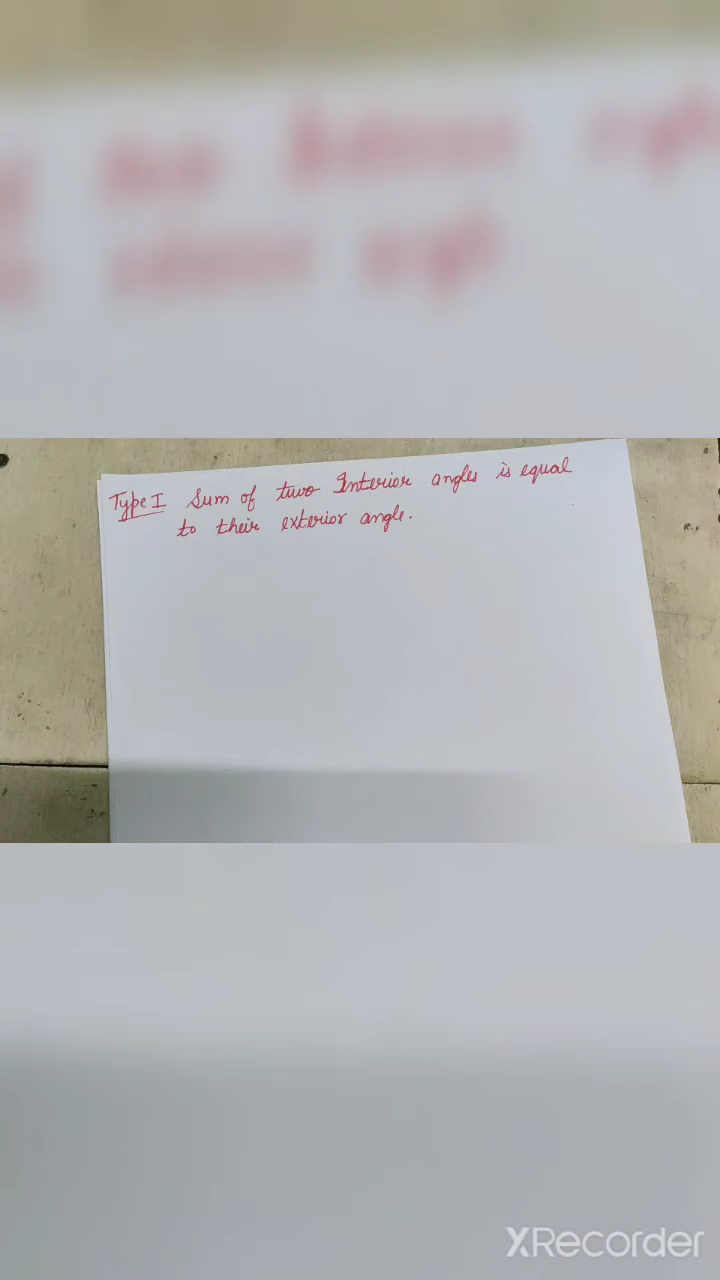 Type I Sum of two Interior angles is equal
to their exterior angle.
XRecorder